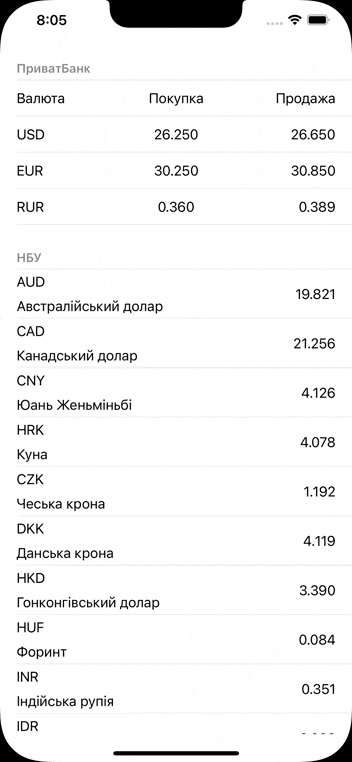 8:05
ПриватБанк
Валюта Покупка Продажа
USD 26.250 26.650
EUR 30.250 30.850
RUR 0.360 0.389
НБУ
AUD
Австралійський долар 19.821
CAD
Канадський долар 21.256
CNY
Юань Женьміньбі 4.126
HRK
Куна 4.078
CZK
Чеська крона 1.192
DKK
Данська крона 4.119
HKD
Гонконгівський долар 3.390
HUF
Форинт 0.084
INR
Індійська рупія 0.351
IDR